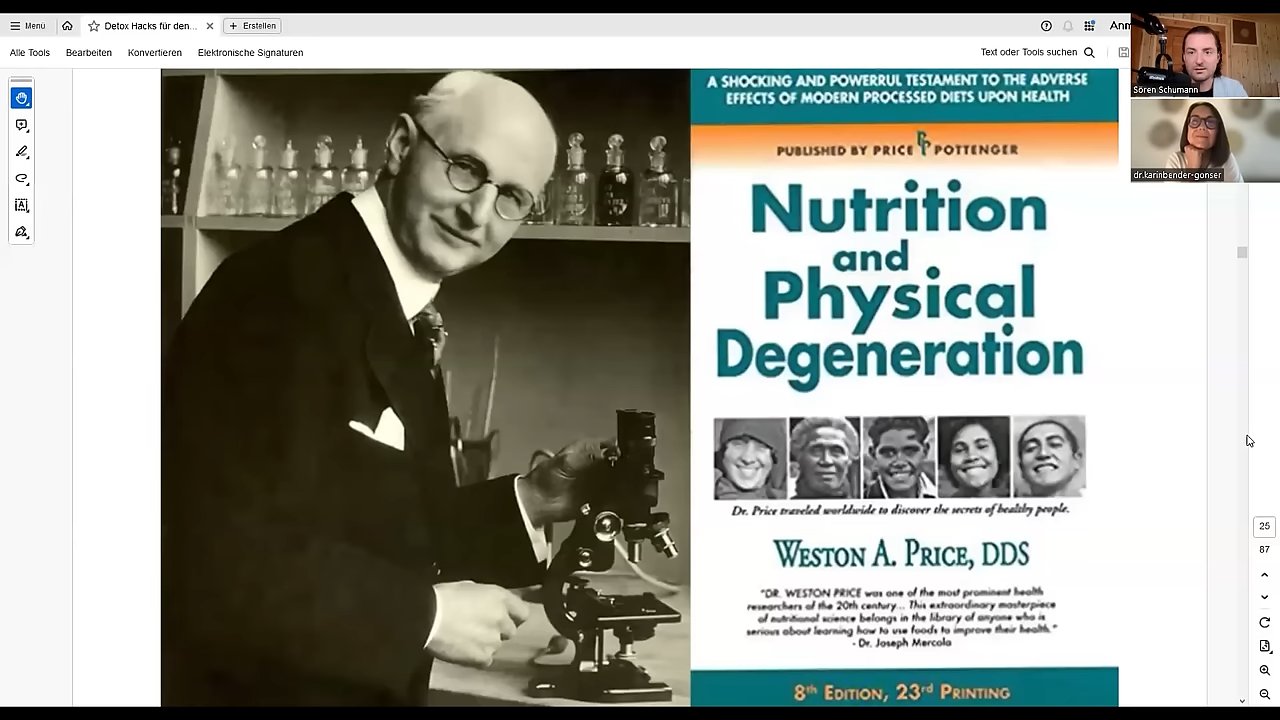 Menü
Detox Hacks für den...
+ Erstellen
Anm
Alle Tools
Bearbeiten
Konvertieren
Elektronische Signaturen
Text oder Tools suchen
Sören Schumann
dr.karinbender-gonser
A SHOCKING AND POWERRUL TESTAMENT TO THE ADVERSE
EFFECTS OF MODERN PROCESSED DIETS UPON HEALTH
PUBLISHED BY PRICE PP POTTENGER
Nutrition
and
Physical
Degeneration
Dr. Price traveled worldwide to discover the secrets of healthy people.
WESTON A. PRICE, DDS
"DR. WESTON PRICE was one of the most prominent health
researchers of the 20th century... This extraordinary masterpiece
of nutritional science belongs in the library of anyone who is
serious about learning how to use foods to improve their health."
- Dr. Joseph Mercola
8th EDITION, 23rd PRINTING
25
87